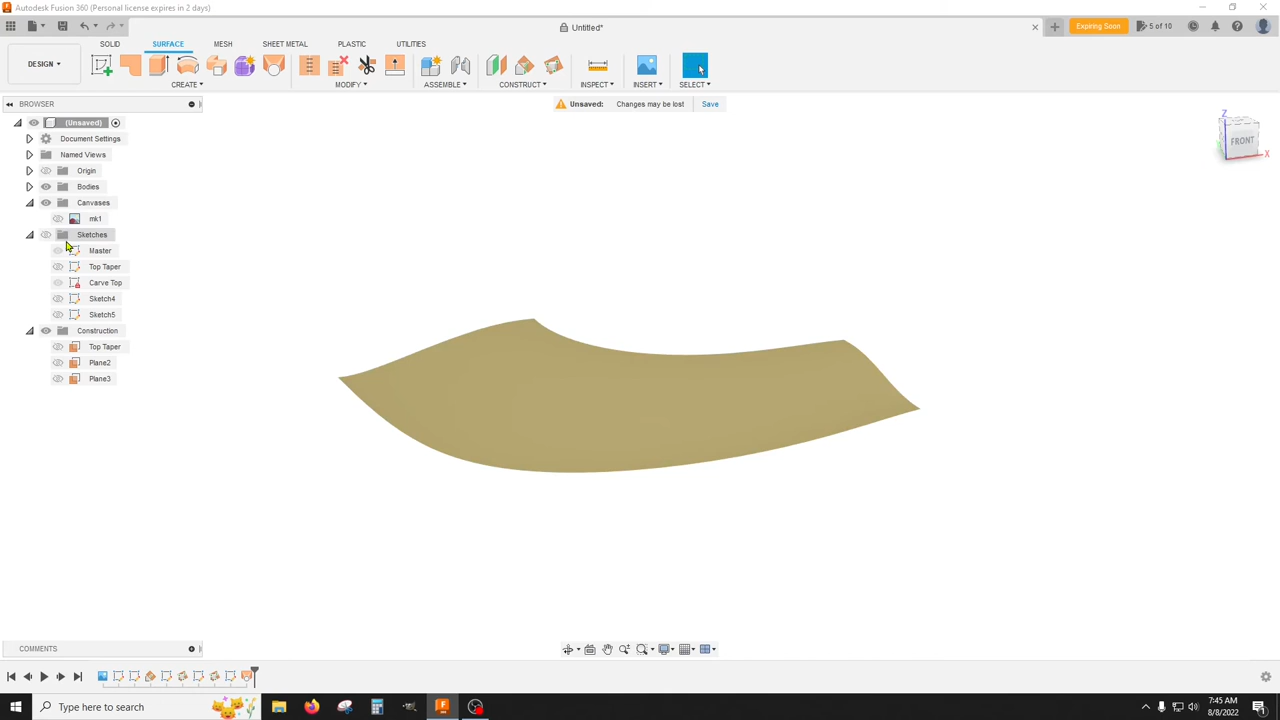 Autodesk Fusion 360 (Personal license expires in 2 days)
Untitled*
Expiring Soon
5 of 10
DESIGN
SOLID
SURFACE
MESH
SHEET METAL
PLASTIC
UTILITIES
CREATE
MODIFY
ASSEMBLE
CONSTRUCT
INSPECT
INSERT
SELECT
BROWSER
Unsaved:
Changes may be lost
Save
(Unsaved)
Document Settings
Named Views
Origin
Bodies
Canvases
mk1
Sketches
Master
Top Taper
Carve Top
Sketch4
Sketch5
Construction
Top Taper
Plane2
Plane3
Z
FRONT
X
COMMENTS
Type here to search
7:45 AM
8/8/2022
1